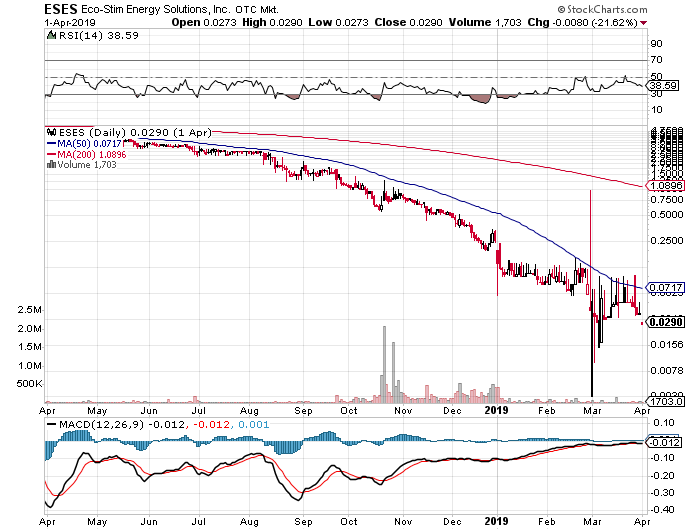 ESES Eco-Stim Energy Solutions, Inc. OTC Mkt. © StockCharts.com
1-Apr-2019 Open 0.0273 High 0.0290 Low 0.0273 Close 0.0290 Volume 1,703 Chg -0.0080 (-21.62%)
RSI(14) 38.59
90
70
50
38.59
30
10
ESES (Daily) 0.0290 (1 Apr)
MA(50) 0.0717
MA(200) 1.0896
Volume 1,703
1.0896
0.7500
0.5000
0.2500
0.0717
0.0290
0.0156
0.0078
1703.0
2.5M
2.0M
1.5M
1.0M
500K
Apr May Jun Jul Aug Sep Oct Nov Dec 2019 Feb Mar Apr
MACD(12,26,9) -0.012, -0.012, 0.001
0.10
-0.012
-0.10
-0.20
-0.30
-0.40
Apr May Jun Jul Aug Sep Oct Nov Dec 2019 Feb Mar Apr